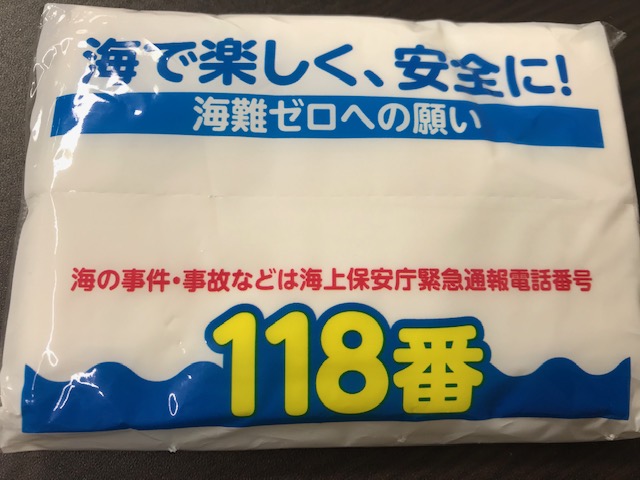 海で楽しく、安全に!
海難ゼロへの願い
海の事件・事故などは海上保安庁緊急通報電話番号
118番